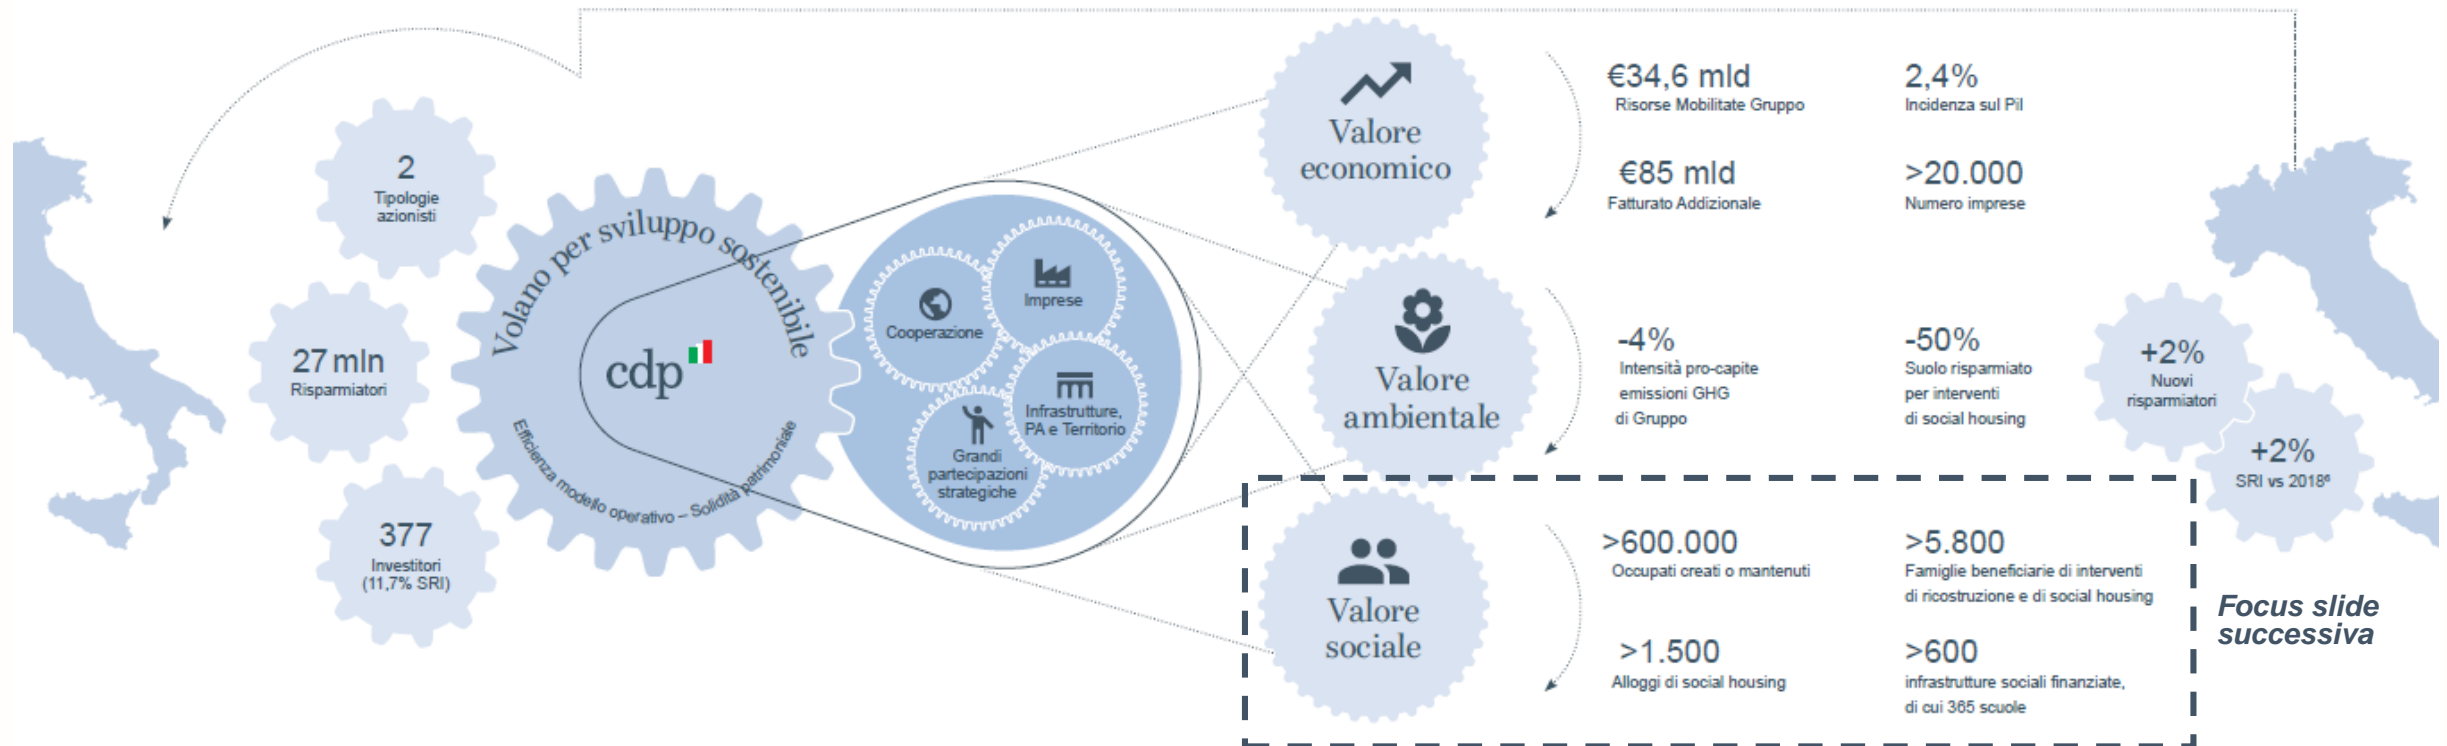 2
Tipologie
azionisti
27 mln
Risparmiatori
377
Investitori
(11,7% SRI)
Volano per sviluppo sostenibile
cdp
Efficienza modello operativo – Solidità patrimoniale
Cooperazione
Imprese
Infrastrutture,
PA e Territorio
Grandi
partecipazioni
strategiche
Valore
economico
€34,6 mld
Risorse Mobilitate Gruppo
2,4%
Incidenza sul Pil
€85 mld
Fatturato Addizionale
>20.000
Numero imprese
Valore
ambientale
-4%
Intensità pro-capite
emissioni GHG
di Gruppo
-50%
Suolo risparmiato
per interventi
di social housing
Valore
sociale
>600.000
Occupati creati o mantenuti
>5.800
Famiglie beneficiarie di interventi
di ricostruzione e di social housing
>1.500
Alloggi di social housing
>600
infrastrutture sociali finanziate,
di cui 365 scuole
+2%
Nuovi
risparmiatori
+2%
SRI vs 2018⁶
Focus slide
successiva